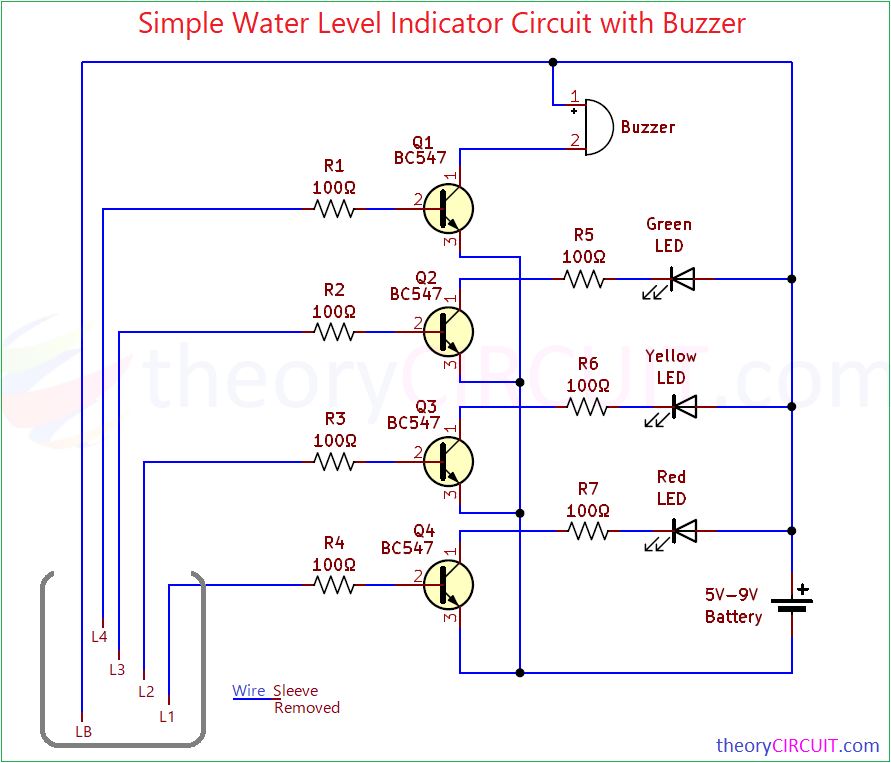 Simple Water Level Indicator Circuit with Buzzer
1
+
Buzzer
2
Q1
BC547
R1
100Ω
1
2
3
Green
LED
R5
100Ω
Q2
BC547
R2
100Ω
1
2
3
Yellow
LED
R6
100Ω
theoryCIRCUIT.com
Q3
BC547
R3
100Ω
1
2
3
Red
LED
R7
100Ω
Q4
BC547
R4
100Ω
1
2
3
5V-9V
Battery
+
L4
L3
L2
L1
LB
Wire Sleeve
Removed
theoryCIRCUIT.com